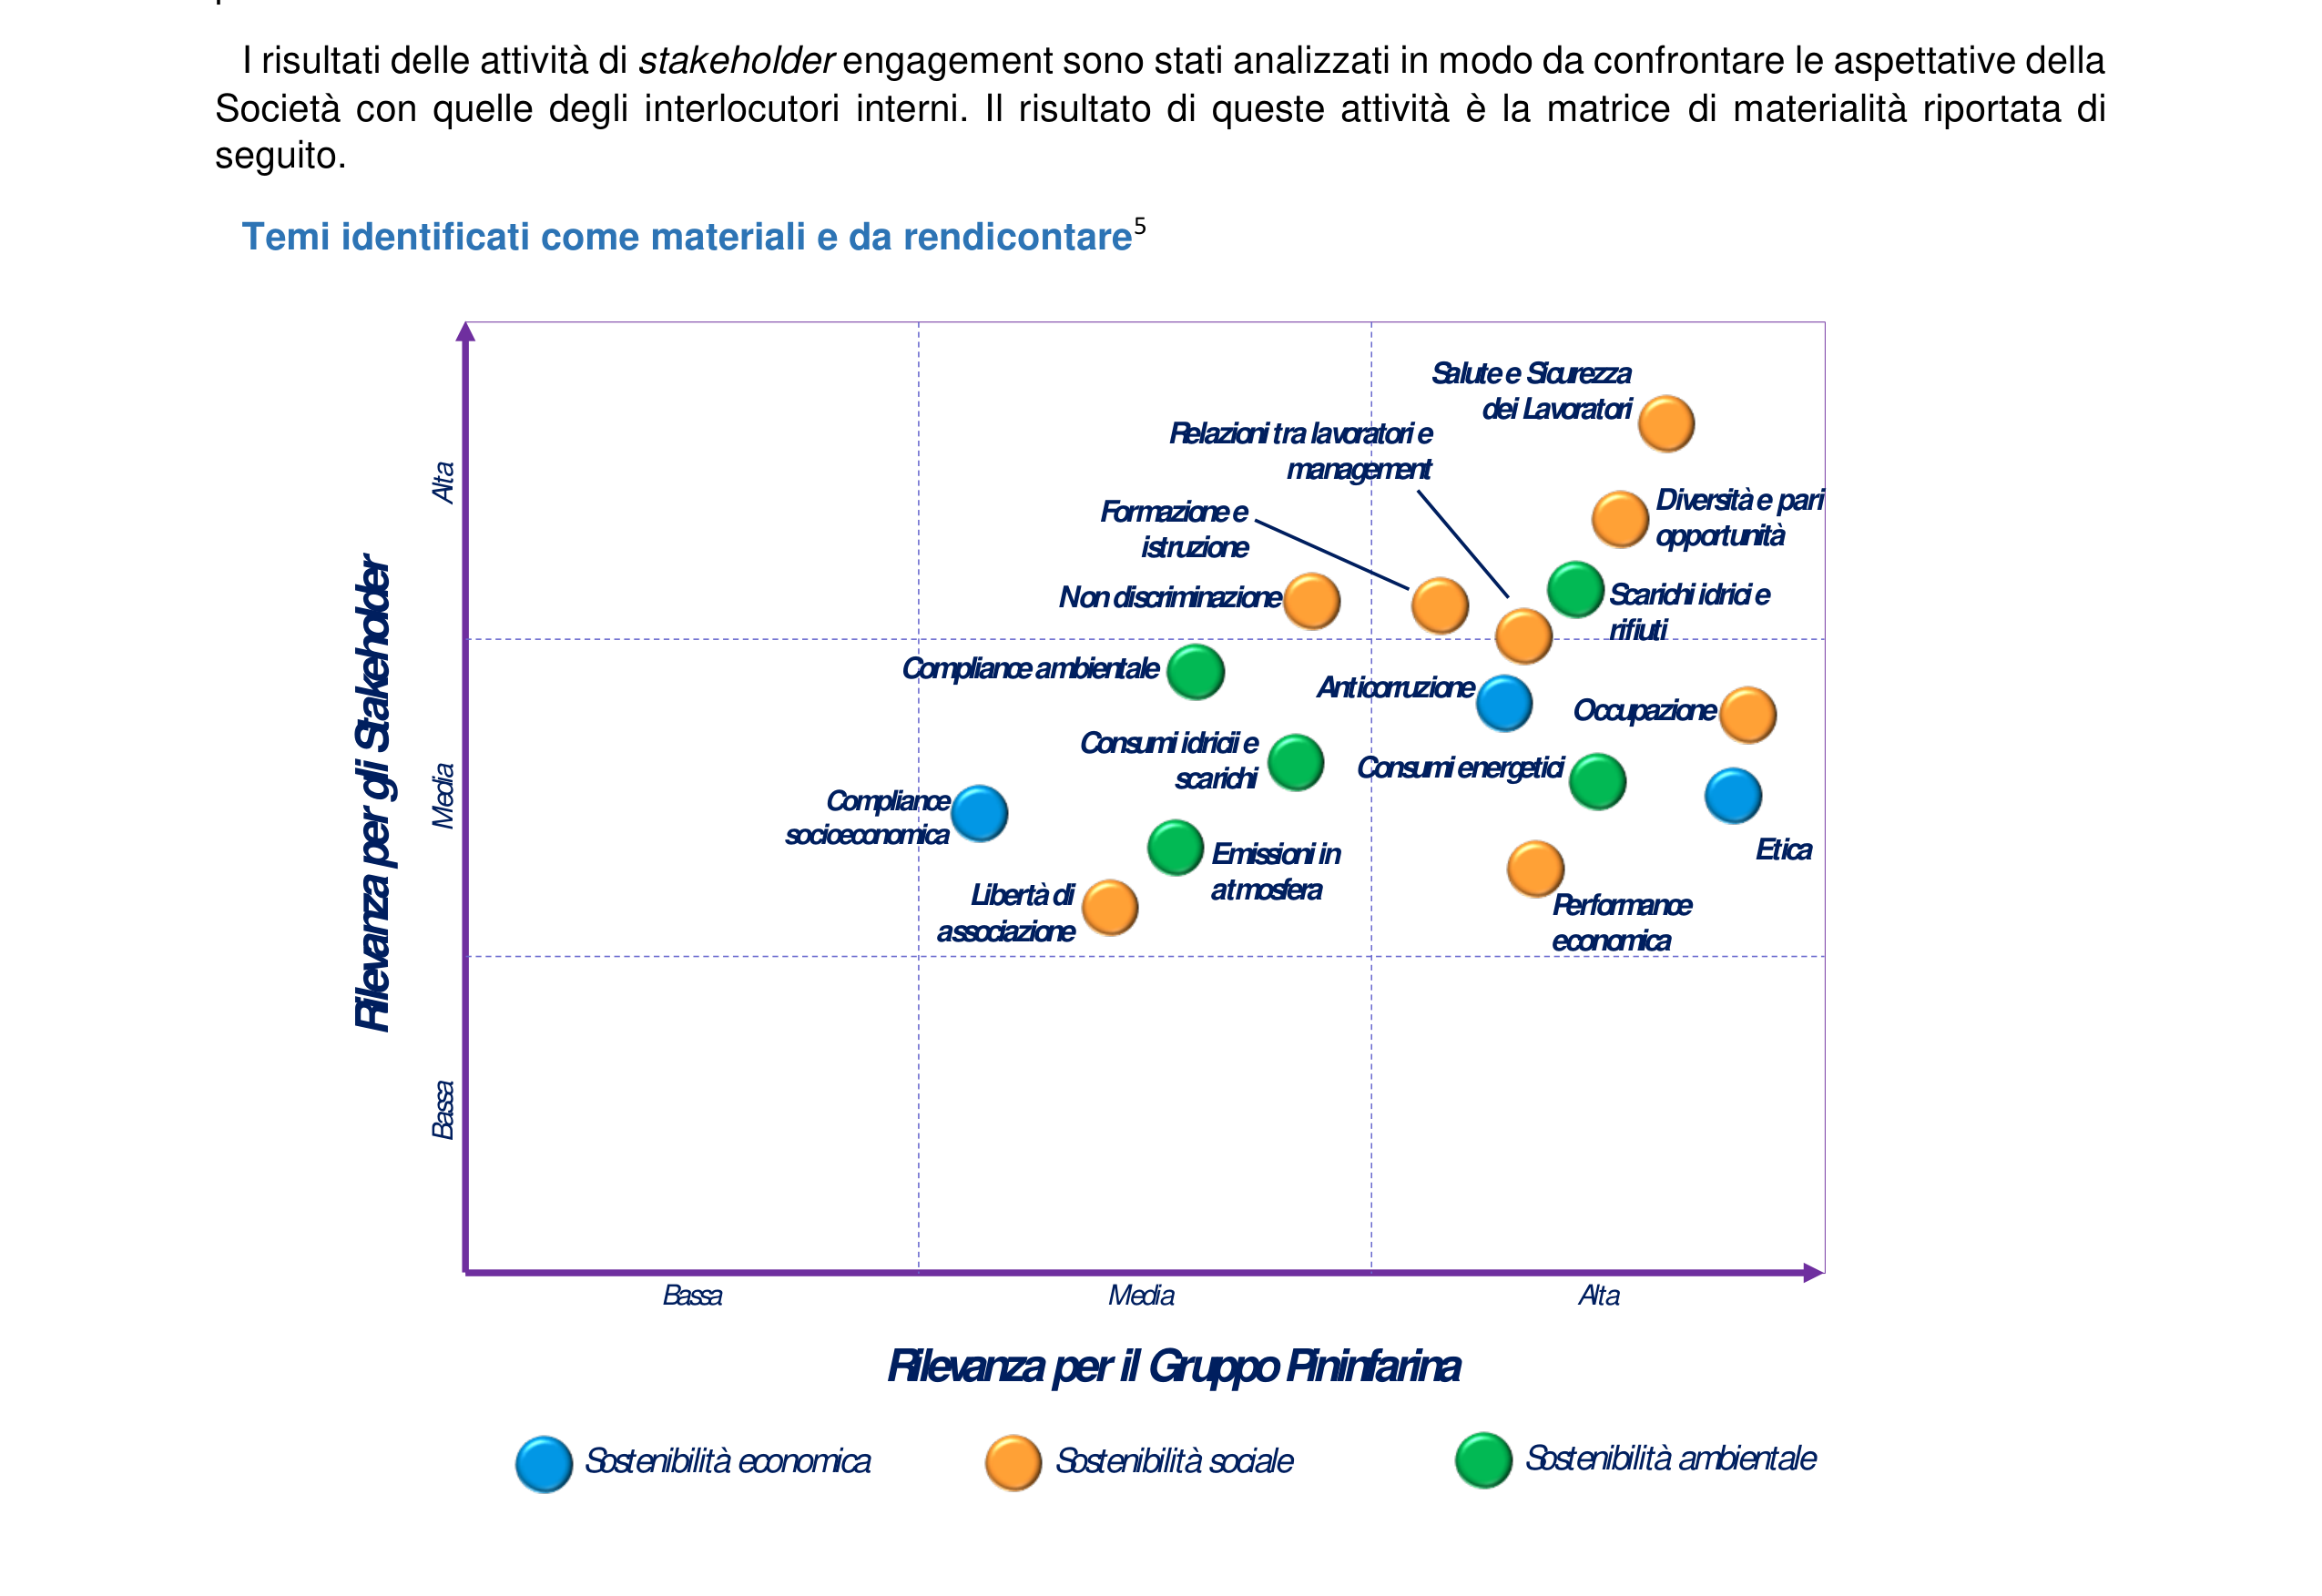 I risultati delle attività di stakeholder engagement sono stati analizzati in modo da confrontare le aspettative della
Società con quelle degli interlocutori interni. Il risultato di queste attività è la matrice di materialità riportata di
seguito.
Temi identificati come materiali e da rendicontare5
Rilevanza per gli Stakeholder
Alta
Media
Bassa
Salute e Sicurezza
dei Lavoratori
Relazioni tra lavoratori e
management
Diversità e pari
opportunità
Formazione e
istruzione
Non discriminazione
Scarichi idrici e
rifiuti
Compliance ambientale
Anticorruzione
Occupazione
Consumi idricii e
scarichi
Consumi energetici
Compliance
socioeconomica
Etica
Emissioni in
atmosfera
Libertà di
associazione
Performance
economica
Bassa
Media
Alta
Rilevanza per il Gruppo Pininfarina
Sostenibilità economica
Sostenibilità sociale
Sostenibilità ambientale